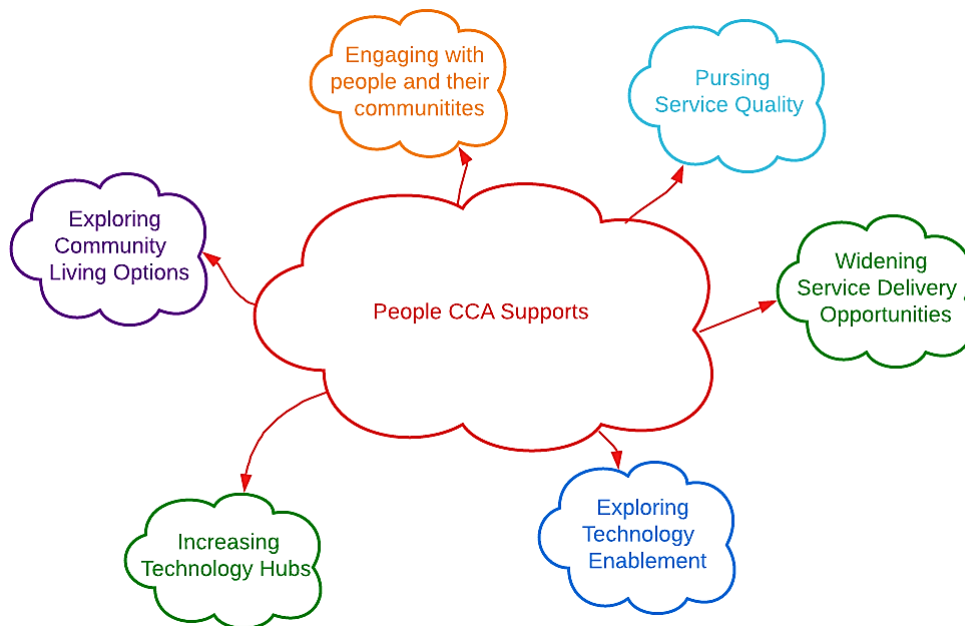 Engaging with
people and their
communitites
Pursing
Service Quality
Exploring
Community
Living Options
Widening
Service Delivery
Opportunities
People CCA Supports
Increasing
Technology Hubs
Exploring
Technology
Enablement